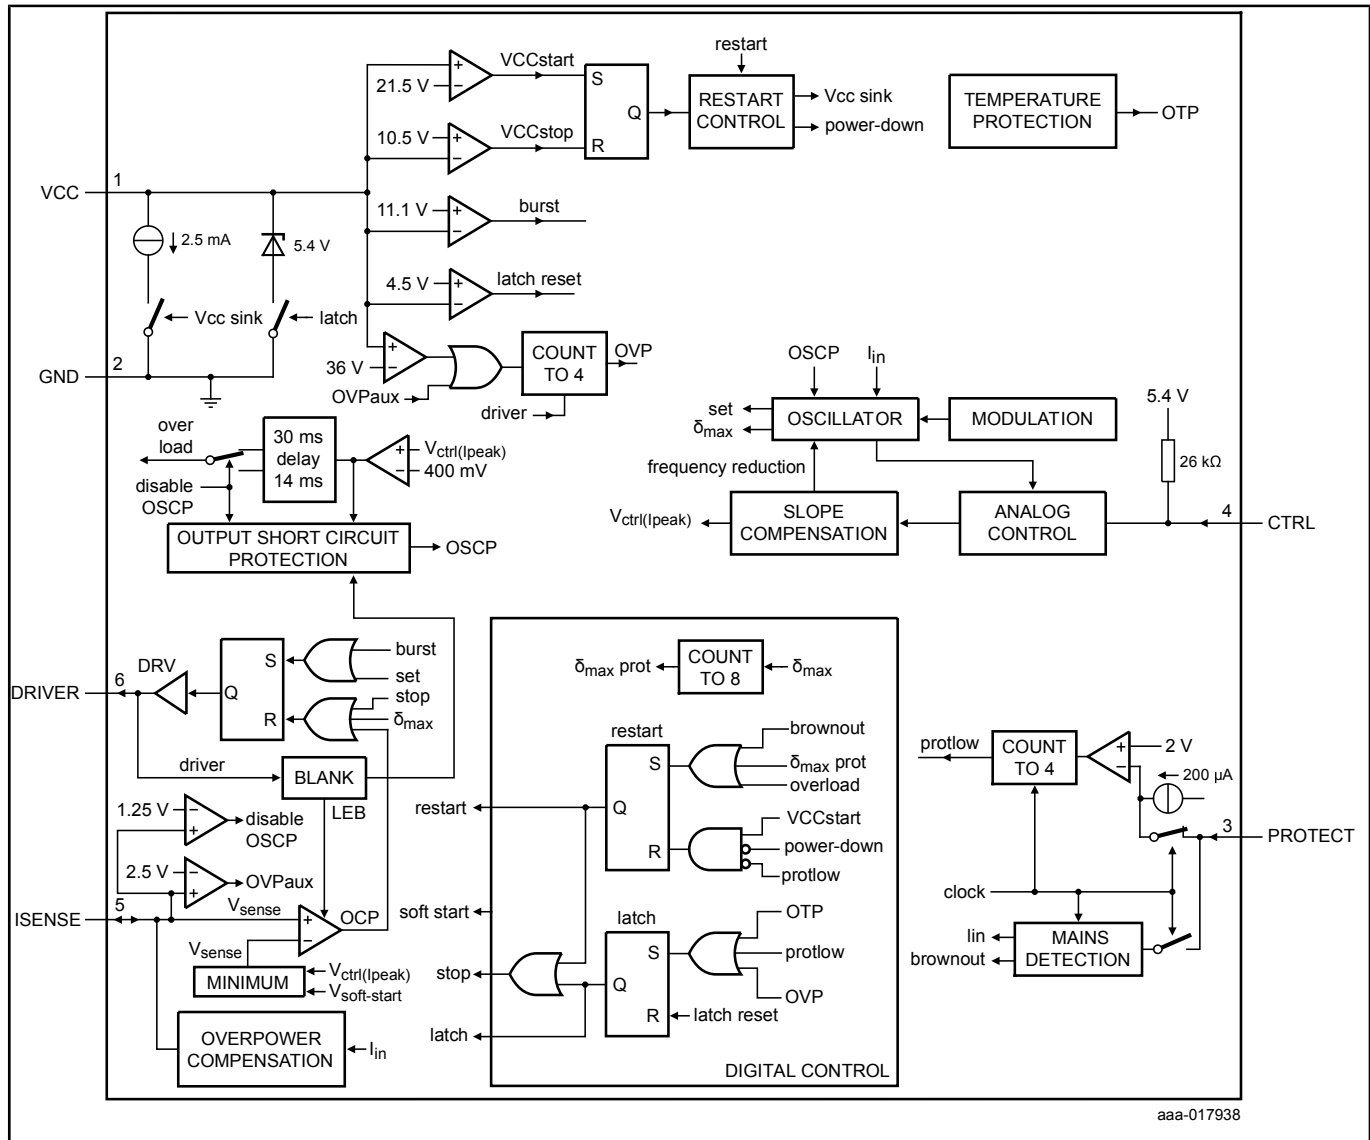 restart
VCCstart
21.5 V
S
Q
R
RESTART
CONTROL
Vcc sink
power-down
TEMPERATURE
PROTECTION
OTP
10.5 V
VCCstop
VCC
1
11.1 V
burst
2.5 mA
5.4 V
4.5 V
latch reset
Vcc sink
latch
36 V
OVPaux
COUNT
TO 4
OVP
driver
GND
2
OSCP
Iin
set
δmax
OSCILLATOR
MODULATION
5.4 V
26 kΩ
frequency reduction
Vctrl(Ipeak)
SLOPE
COMPENSATION
ANALOG
CONTROL
4
CTRL
over
load
30 ms
delay
14 ms
Vctrl(Ipeak)
400 mV
disable
OSCP
OUTPUT SHORT CIRCUIT
PROTECTION
OSCP
DRV
DRIVER
6
Q
S
R
burst
set
stop
δmax
driver
BLANK
LEB
1.25 V
disable
OSCP
2.5 V
OVPaux
ISENSE
5
Vsense
OCP
Vsense
MINIMUM
Vctrl(Ipeak)
Vsoft-start
OVERPOWER
COMPENSATION
Iin
δmax prot
COUNT
TO 8
δmax
restart
S
Q
R
brownout
δmax prot
overload
VCCstart
power-down
protlow
restart
soft start
stop
latch
latch
S
Q
R
OTP
protlow
OVP
latch reset
DIGITAL CONTROL
protlow
COUNT
TO 4
2 V
200 μA
3
PROTECT
clock
Iin
brownout
MAINS
DETECTION
aaa-017938